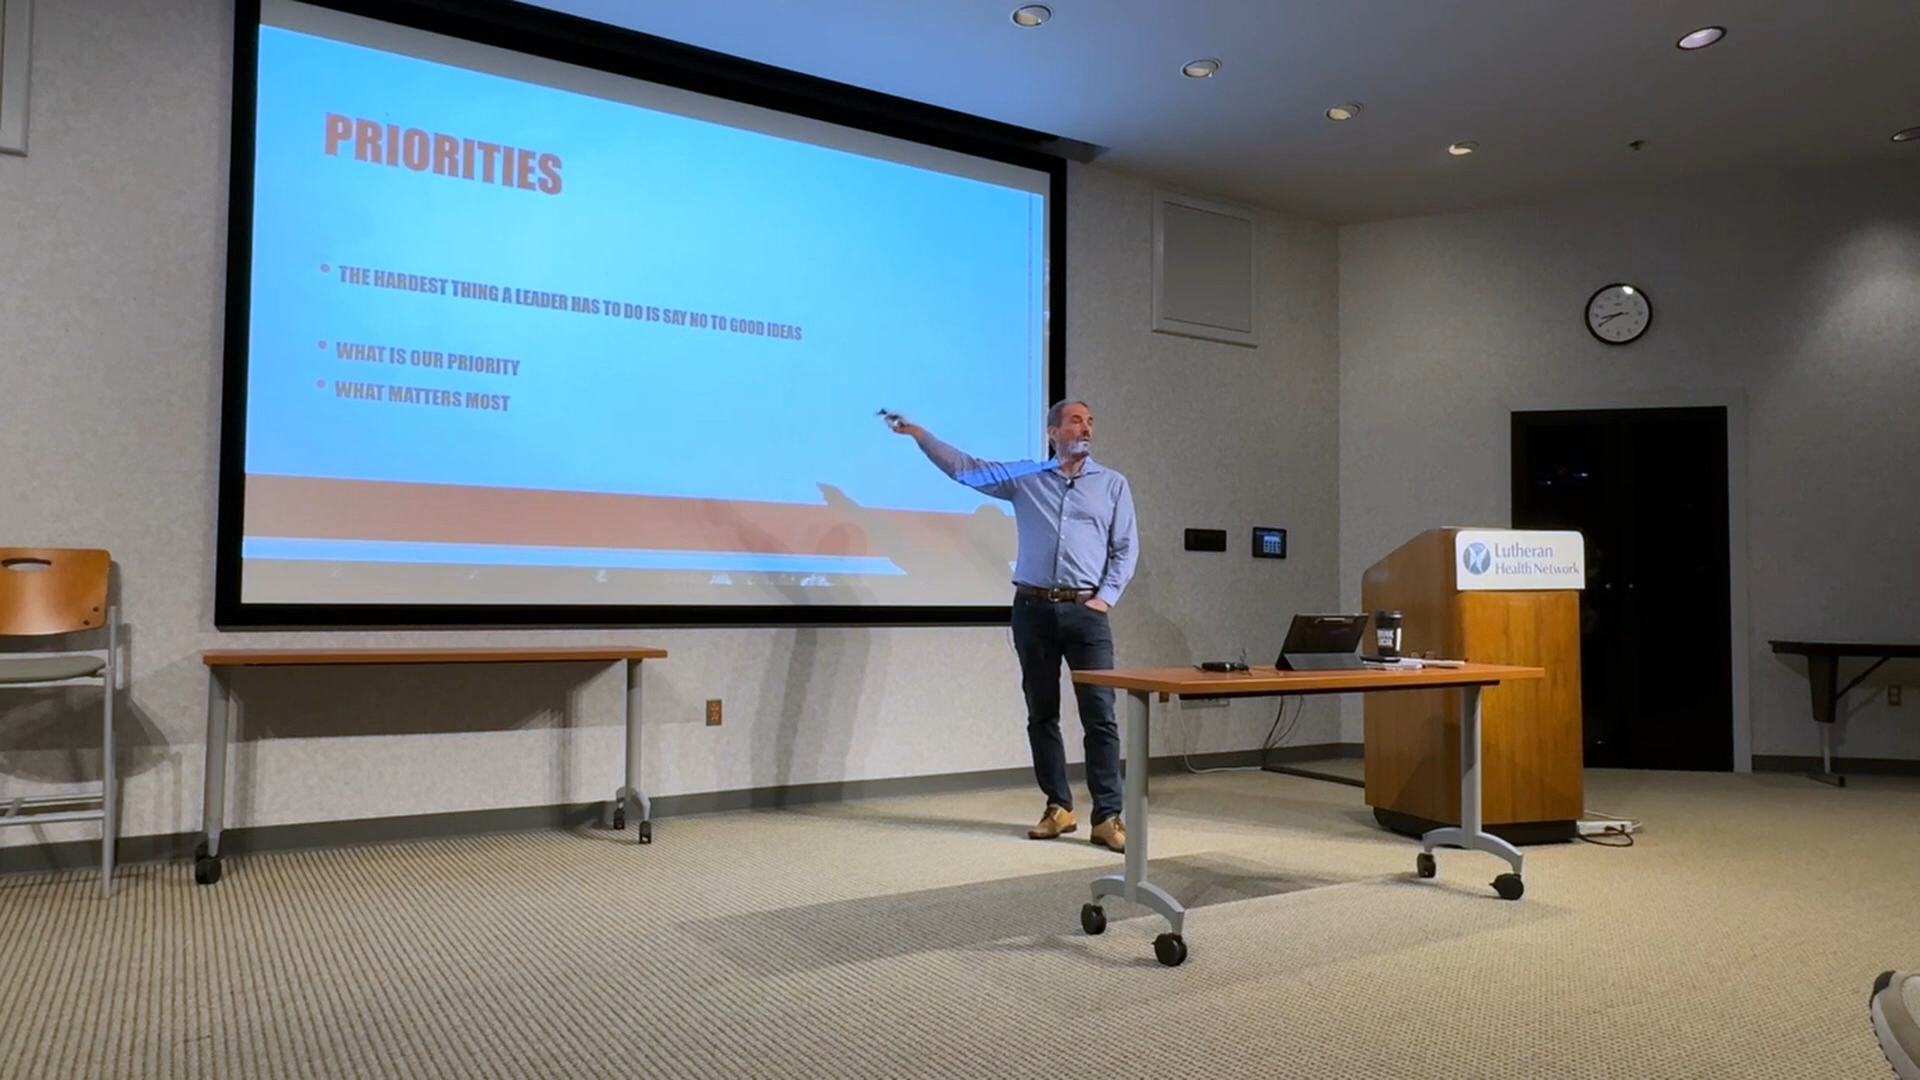 PRIORITIES
• THE HARDEST THING A LEADER HAS TO DO IS SAY NO TO GOOD IDEAS
• WHAT IS OUR PRIORITY
• WHAT MATTERS MOST
Lutheran
Health Network